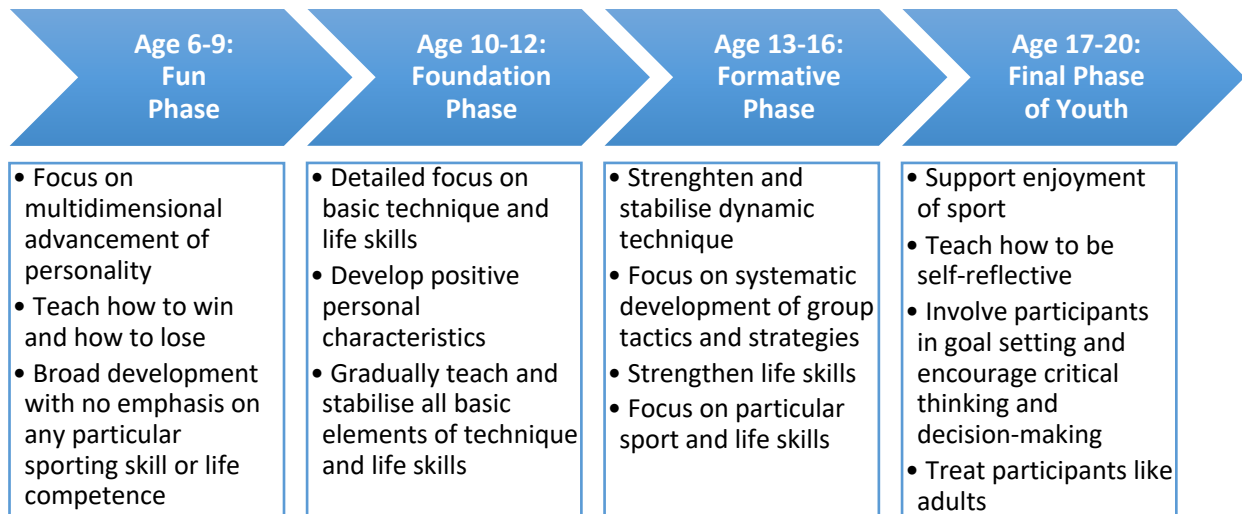 Age 6-9:
Fun
Phase
• Focus on
multidimensional
advancement of
personality
• Teach how to win
and how to lose
• Broad development
with no emphasis on
any particular
sporting skill or life
competence
Age 10-12:
Foundation
Phase
• Detailed focus on
basic technique and
life skills
• Develop positive
personal
characteristics
• Gradually teach and
stabilise all basic
elements of technique
and life skills
Age 13-16:
Formative
Phase
• Strenghten and
stabilise dynamic
technique
• Focus on systematic
development of group
tactics and strategies
• Strengthen life skills
• Focus on particular
sport and life skills
Age 17-20:
Final Phase
of Youth
• Support enjoyment
of sport
• Teach how to be
self-reflective
• Involve participants
in goal setting and
encourage critical
thinking and
decision-making
• Treat participants like
adults